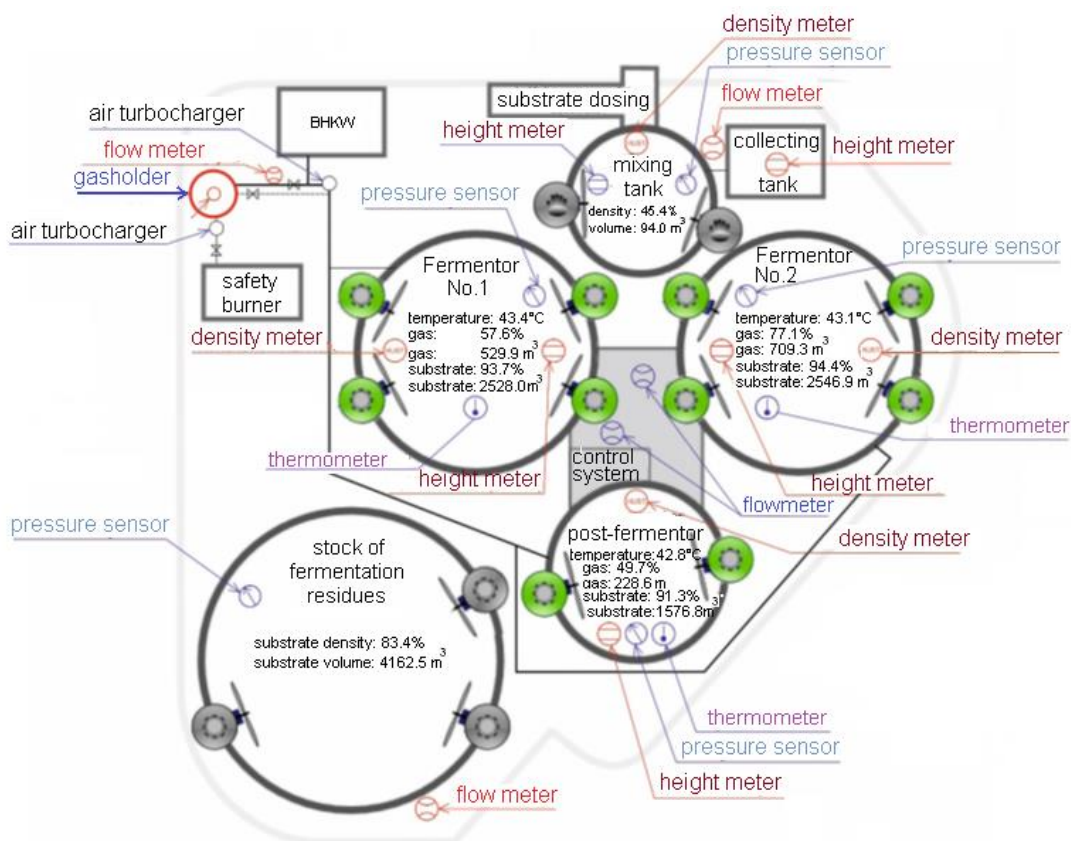 density meter
pressure sensor
substrate dosing
flow meter
air turbocharger
BHKW
height meter
collecting
tank
height meter
flow meter
mixing
tank
gasholder
pressure sensor
density: 45.4%
volume: 94.0 m³
air turbocharger
pressure sensor
safety
burner
Fermentor
No.1
Fermentor
No.2
density meter
temperature: 43.4°C
gas: 57.6%
gas: 529.9 m³
substrate: 93.7%
substrate: 2528.0m³
temperature: 43.1°C
gas: 77.1%
gas: 709.3 m³
substrate: 94.4%
substrate: 2546.9 m³
density meter
thermometer
thermometer
control
system
height meter
height meter
flowmeter
pressure sensor
density meter
post-fermentor
temperature:42.8°C
gas: 49.7%
gas: 228.6 m
substrate: 91.3%
substrate:1576.8m³
stock of
fermentation
residues
substrate density: 83.4%
substrate volume: 4162.5 m³
thermometer
pressure sensor
height meter
flow meter